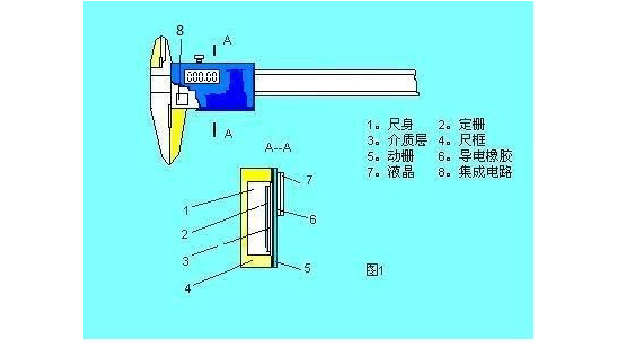 8
A
000.00
A
1。尺身 2。定栅
3。介质层 4。尺框
5。动栅 6。导电橡胶
7。液晶 8。集成电路
A--A
7
1
6
2
3
5
4
图1